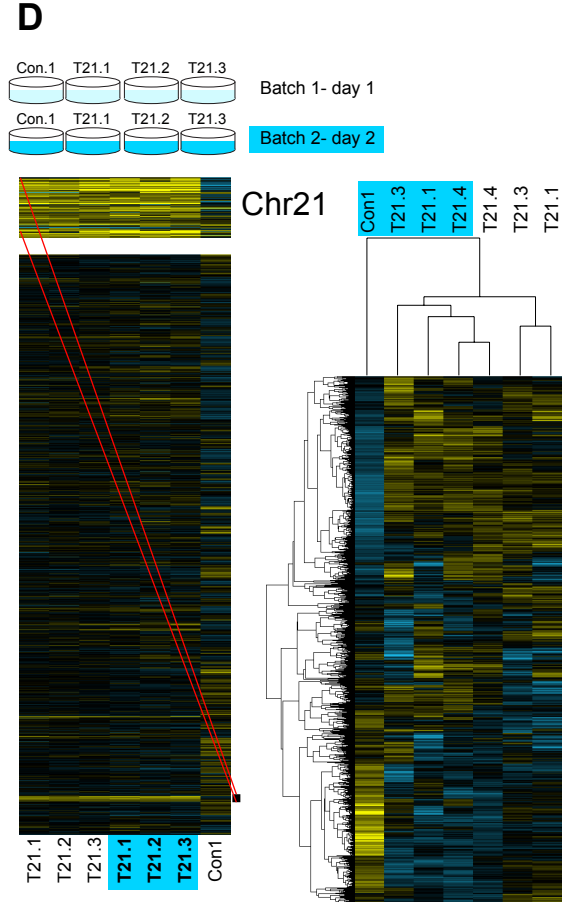 D
Con.1 T21.1 T21.2 T21.3
Batch 1- day 1
Con.1 T21.1 T21.2 T21.3
Batch 2- day 2
Chr21
Con1 T21.3 T21.1 T21.4 T21.4 T21.3 T21.1
T21.1 T21.2 T21.3 T21.1 T21.2 T21.3 Con1